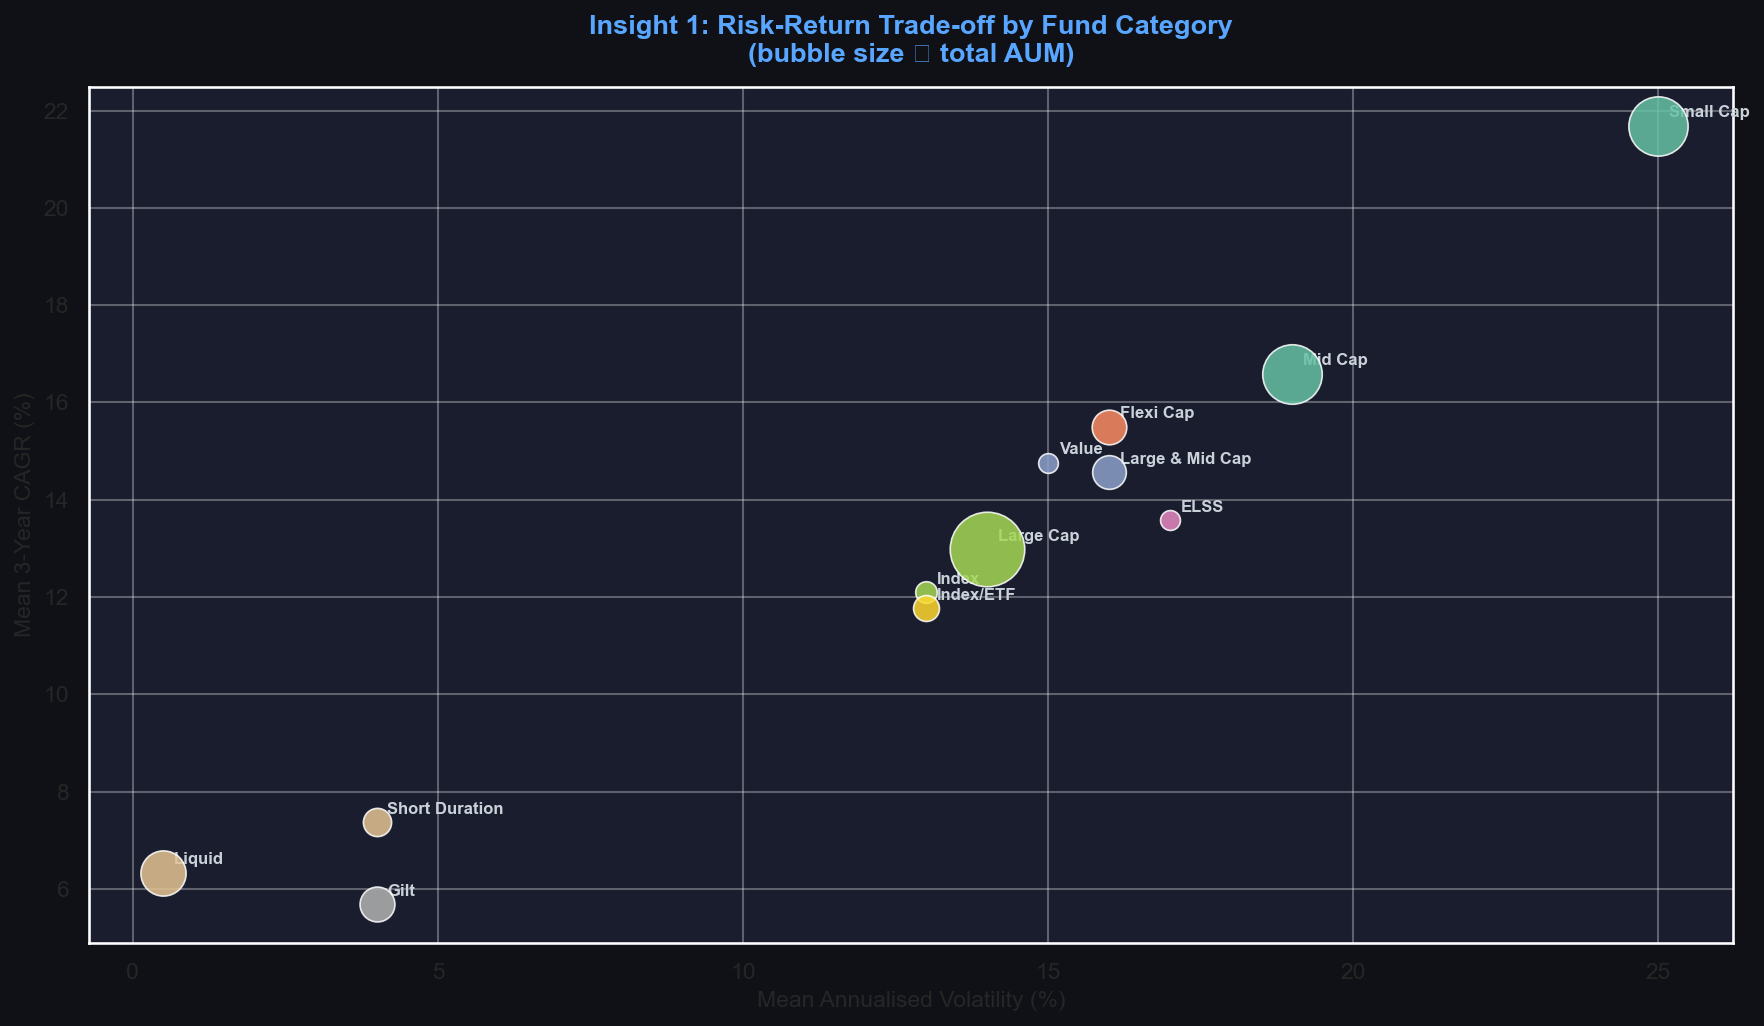 Insight 1: Risk-Return Trade-off by Fund Category
(bubble size □ total AUM)
22
20
18
16
14
12
10
8
6
Mean 3-Year CAGR (%)
Small Cap
Mid Cap
Flexi Cap
Value
Large & Mid Cap
ELSS
Large Cap
Index
Index/ETF
Short Duration
Liquid
Gilt
0 5 10 15 20 25
Mean Annualised Volatility (%)